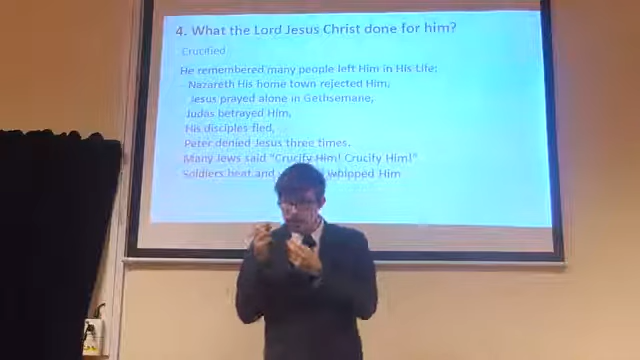 4. What the Lord Jesus Christ done for him?
Crucified
He remembered many people left Him in His Life:
Nazareth His home town rejected Him,
Jesus prayed alone in Gethsemane,
Judas betrayed Him,
His disciples fled,
Peter denied Jesus three times.
Many Jews said "Crucify Him! Crucify Him!"
Soldiers beat and whipped Him